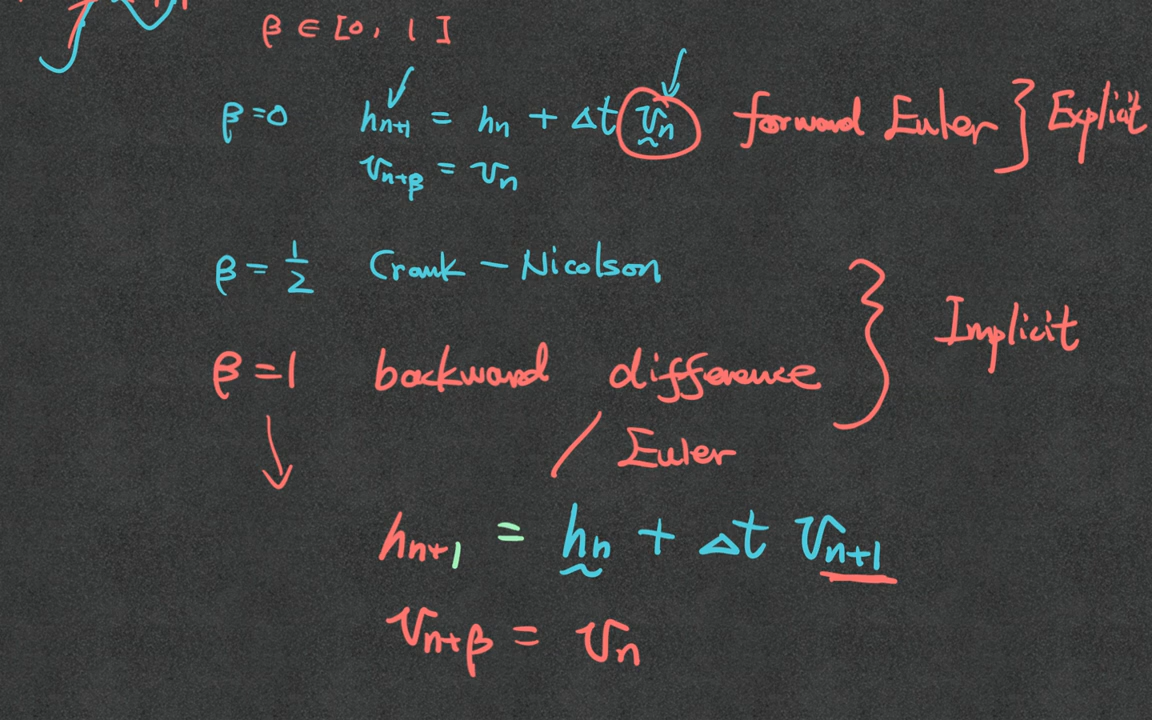 β ∈ [0, 1]
β = 0 h_{n+1} = h_n + Δt v_n forward Euler } Explicit
v_{n+β} = v_n
β = 1/2 Crank - Nicolson
Implicit
β = 1 backward difference
/ Euler
h_{n+1} = h_n + Δt v_{n+1}
v_{n+β} = v_n